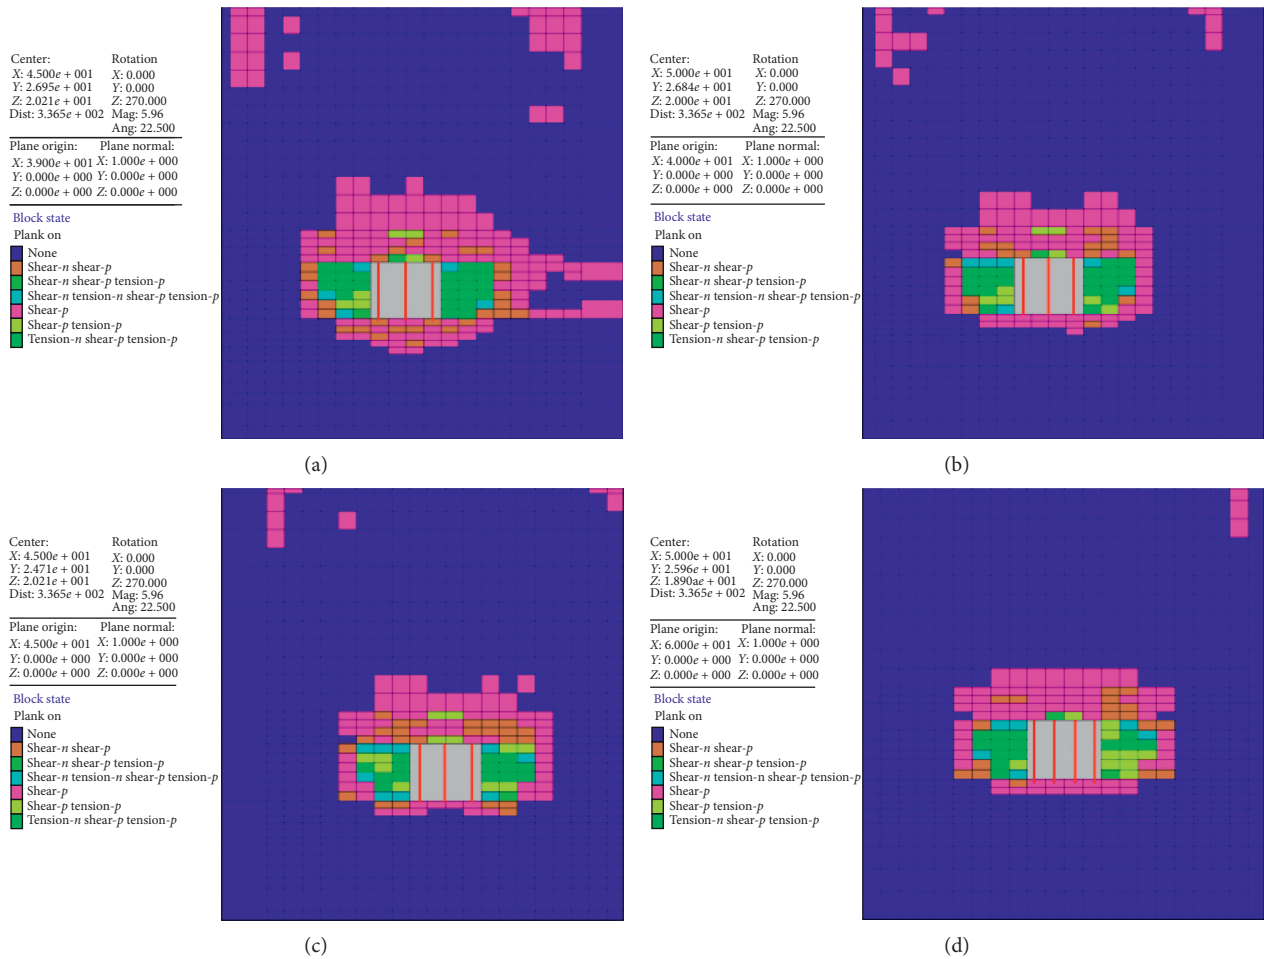 Center: Rotation
X: 4.500e + 001 X: 0.000
Y: 2.695e + 001 Y: 0.000
Z: 2.021e + 001 Z: 270.000
Dist: 3.365e + 002 Mag: 5.96
Ang: 22.500
Plane origin: Plane normal:
X: 3.900e + 001 X: 1.000e + 000
Y: 0.000e + 000 Y: 0.000e + 000
Z: 0.000e + 000 Z: 0.000e + 000
Block state
Plank on
None
Shear-n shear-p
Shear-n shear-p tension-p
Shear-n tension-n shear-p tension-p
Shear-p
Shear-p tension-p
Tension-n shear-p tension-p
(a)
Center: Rotation
X: 5.000e + 001 X: 0.000
Y: 2.684e + 001 Y: 0.000
Z: 2.000e + 001 Z: 270.000
Dist: 3.365e + 002 Mag: 5.96
Ang: 22.500
Plane origin: Plane normal:
X: 4.000e + 001 X: 1.000e + 000
Y: 0.000e + 000 Y: 0.000e + 000
Z: 0.000e + 000 Z: 0.000e + 000
Block state
Plank on
None
Shear-n shear-p
Shear-n shear-p tension-p
Shear-n tension-n shear-p tension-p
Shear-p
Shear-p tension-p
Tension-n shear-p tension-p
(b)
Center: Rotation
X: 4.500e + 001 X: 0.000
Y: 2.471e + 001 Y: 0.000
Z: 2.021e + 001 Z: 270.000
Dist: 3.365e + 002 Mag: 5.96
Ang: 22.500
Plane origin: Plane normal:
X: 4.500e + 001 X: 1.000e + 000
Y: 0.000e + 000 Y: 0.000e + 000
Z: 0.000e + 000 Z: 0.000e + 000
Block state
Plank on
None
Shear-n shear-p
Shear-n shear-p tension-p
Shear-n tension-n shear-p tension-p
Shear-p
Shear-p tension-p
Tension-n shear-p tension-p
(c)
Center: Rotation
X: 5.000e + 001 X: 0.000
Y: 2.596e + 001 Y: 0.000
Z: 1.890ae + 001 Z: 270.000
Dist: 3.365e + 002 Mag: 5.96
Ang: 22.500
Plane origin: Plane normal:
X: 6.000e + 001 X: 1.000e + 000
Y: 0.000e + 000 Y: 0.000e + 000
Z: 0.000e + 000 Z: 0.000e + 000
Block state
Plank on
None
Shear-n shear-p
Shear-n shear-p tension-p
Shear-n tension-n shear-p tension-p
Shear-p
Shear-p tension-p
Tension-n shear-p tension-p
(d)